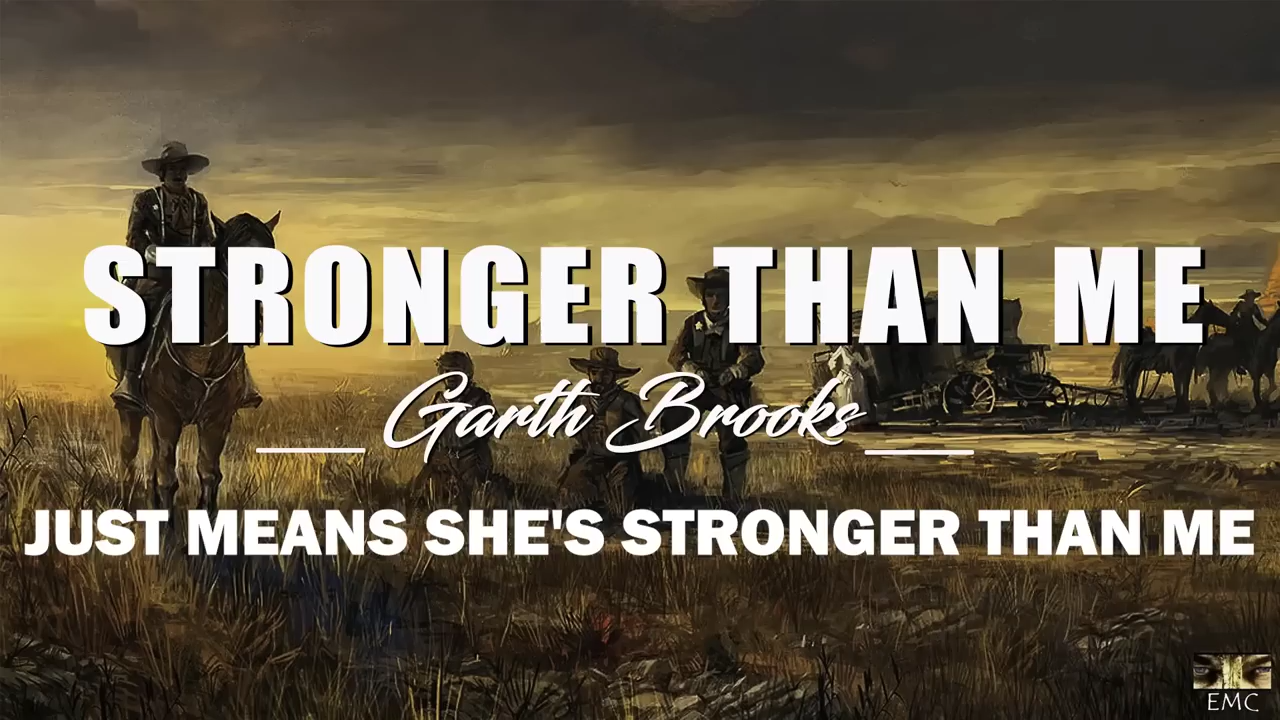 STRONGER THAN ME
Garth Brooks
JUST MEANS SHE'S STRONGER THAN ME
EMC